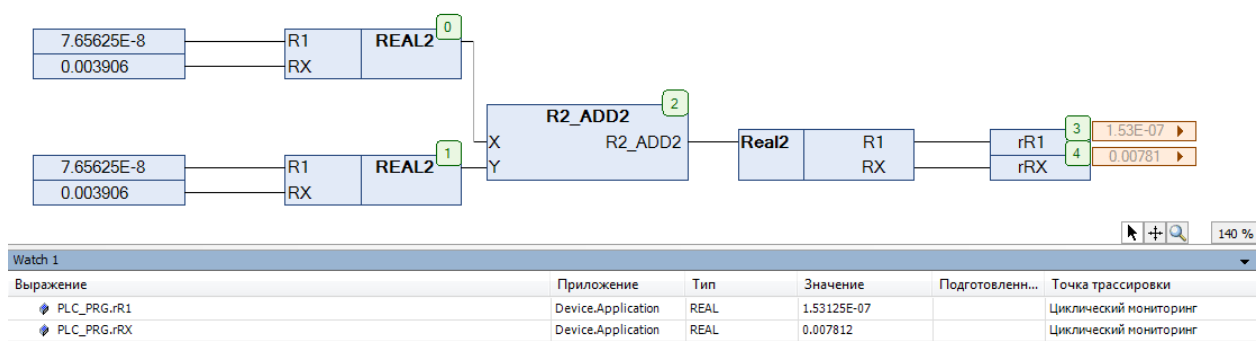 0
7.65625E-8 R1 REAL2
0.003906 RX
2
R2_ADD2
X R2_ADD2 Real2 R1 rR1 3 1.53E-07
1
7.65625E-8 R1 REAL2 Y RX rRX 4 0.00781
0.003906 RX
140 %
Watch 1
Выражение Приложение Тип Значение Подготовленн... Точка трассировки
PLC_PRG.rR1 Device.Application REAL 1.53125E-07 Циклический мониторинг
PLC_PRG.rRX Device.Application REAL 0.007812 Циклический мониторинг